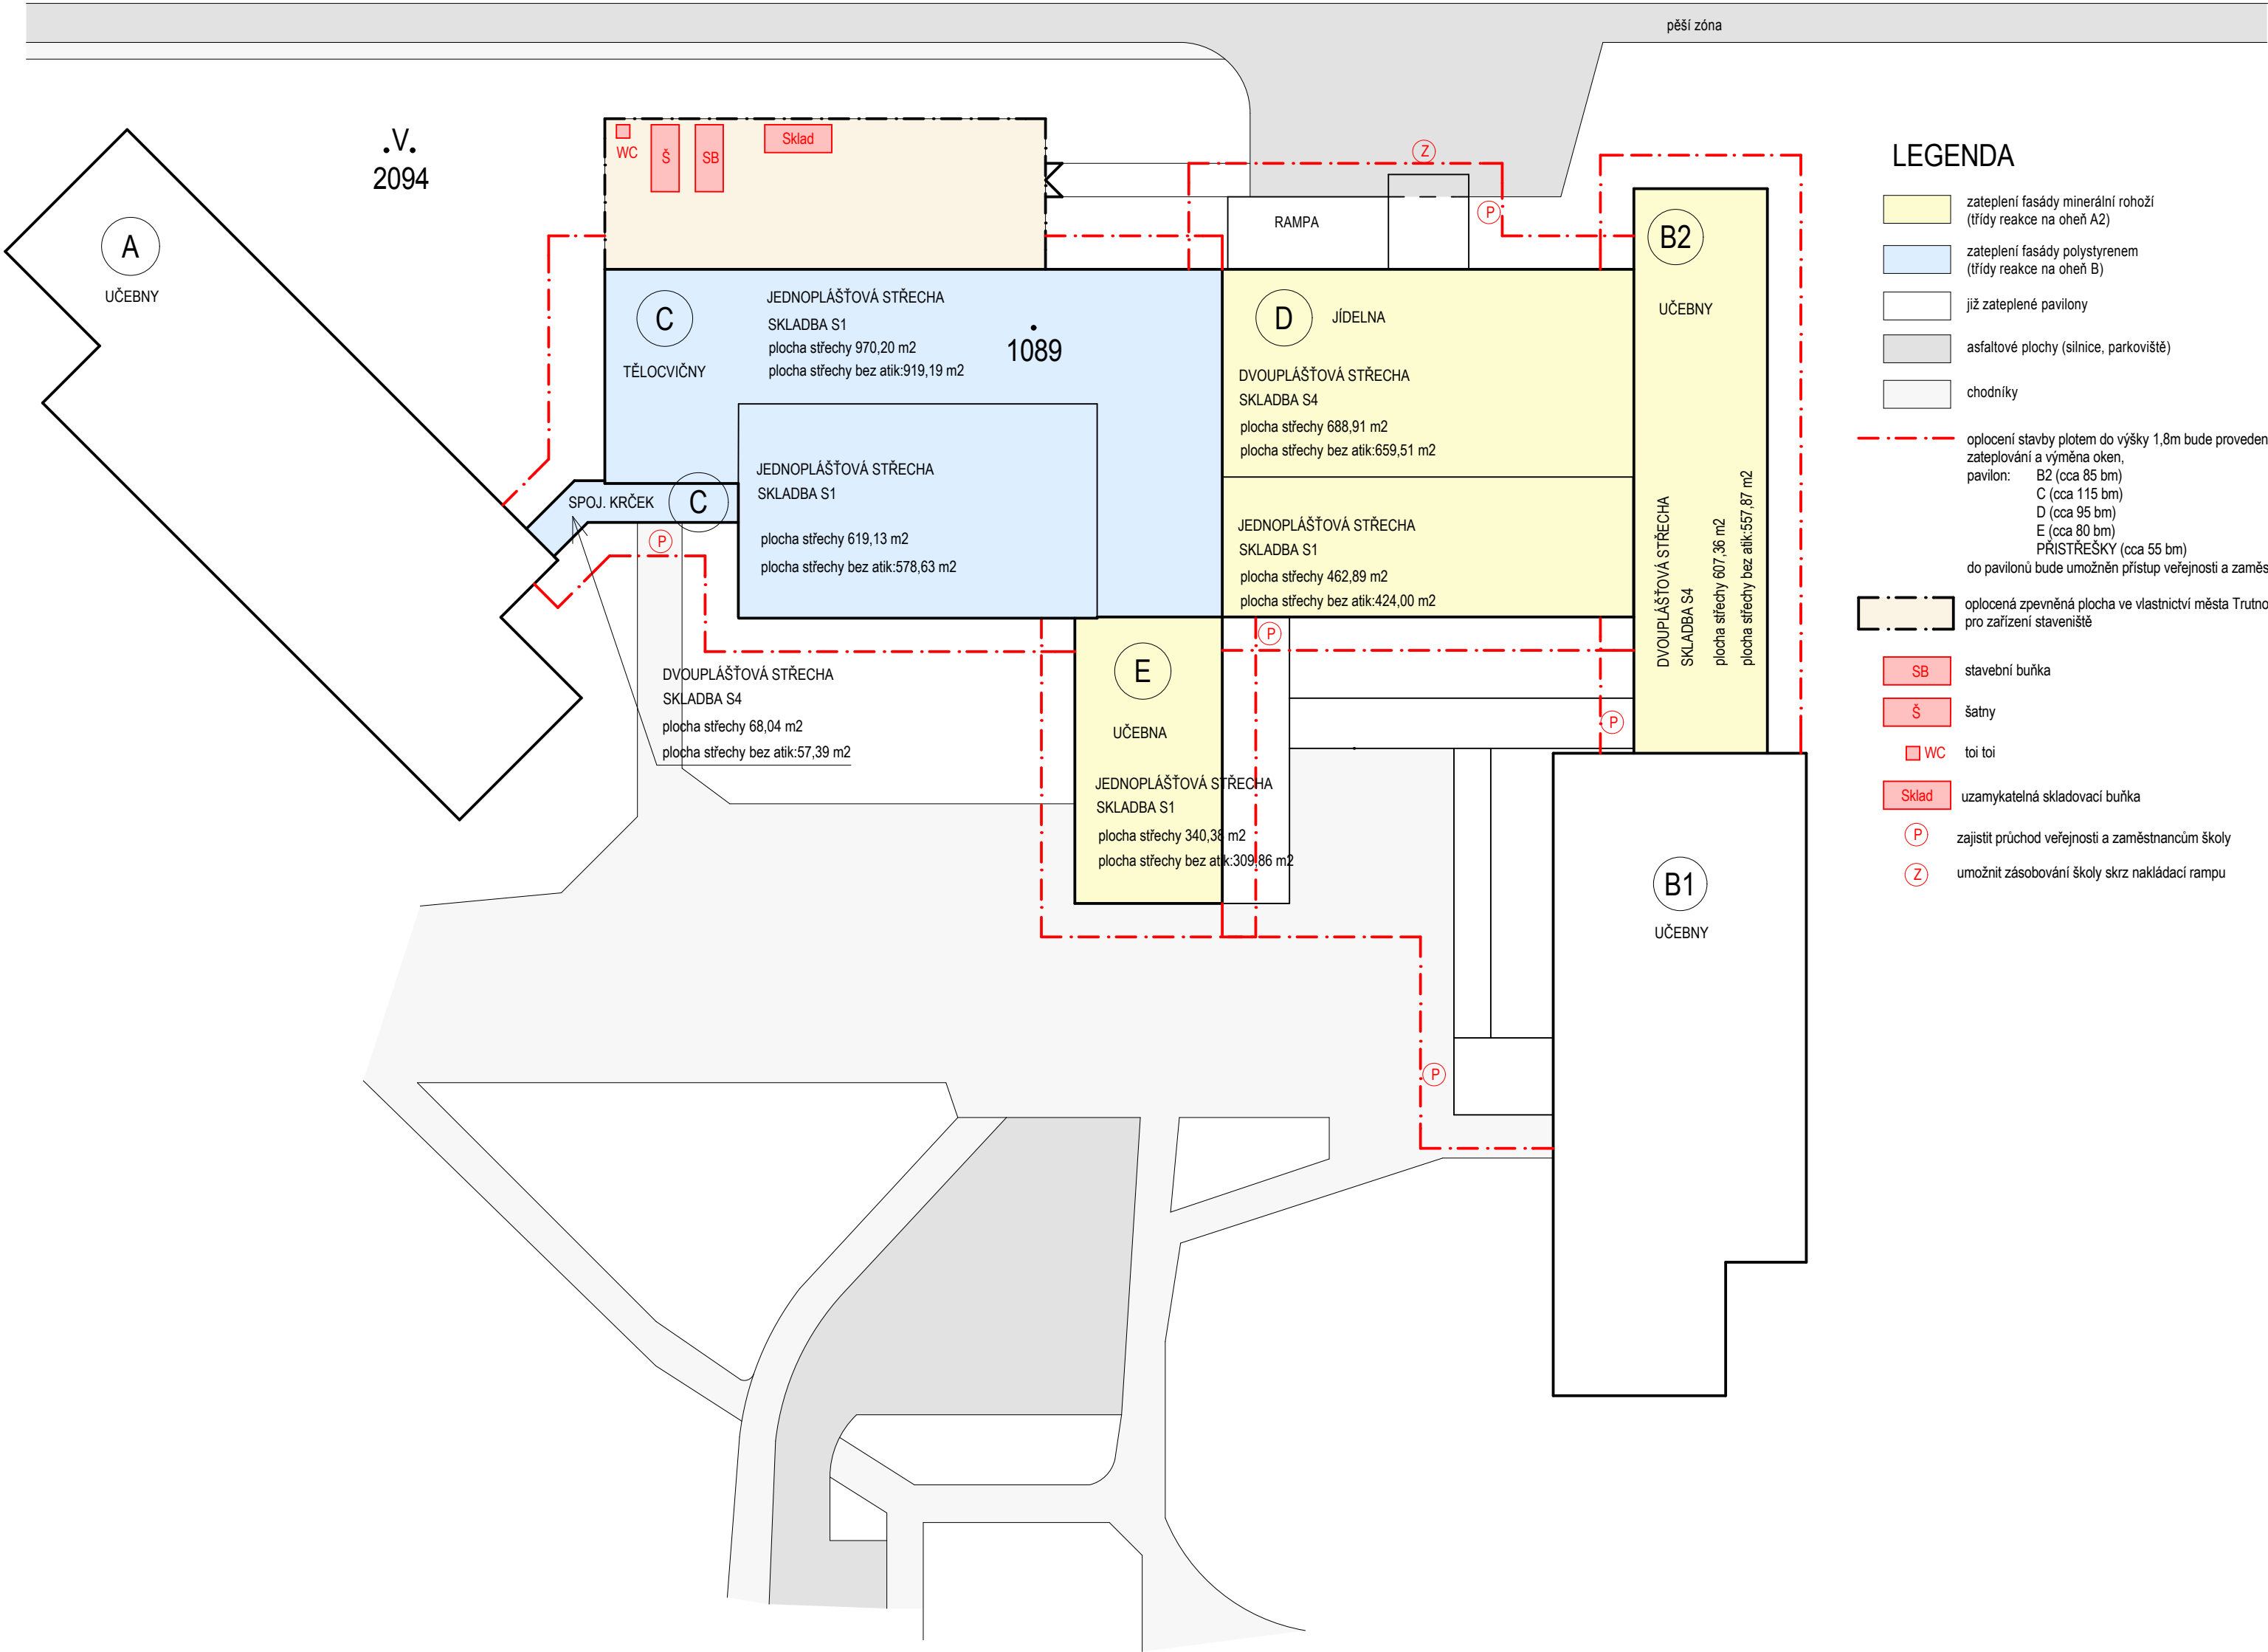 pěší zóna
.V.
2094
A
UČEBNY
WC
Š
SB
Sklad
Z
P
RAMPA
B2
UČEBNY
C
TĚLOCVIČNY
JEDNOPLÁŠŤOVÁ STŘECHA
SKLADBA S1
plocha střechy 970,20 m2
plocha střechy bez atik:919,19 m2
1089
D
JÍDELNA
DVOUPLÁŠŤOVÁ STŘECHA
SKLADBA S4
plocha střechy 688,91 m2
plocha střechy bez atik:659,51 m2
JEDNOPLÁŠŤOVÁ STŘECHA
SKLADBA S1
plocha střechy 619,13 m2
plocha střechy bez atik:578,63 m2
SPOJ. KRČEK
C
P
JEDNOPLÁŠŤOVÁ STŘECHA
SKLADBA S1
plocha střechy 462,89 m2
plocha střechy bez atik:424,00 m2
DVOUPLÁŠŤOVÁ STŘECHA
SKLADBA S4
plocha střechy 607,36 m2
plocha střechy bez atik:557,87 m2
P
P
DVOUPLÁŠŤOVÁ STŘECHA
SKLADBA S4
plocha střechy 68,04 m2
plocha střechy bez atik:57,39 m2
E
UČEBNA
JEDNOPLÁŠŤOVÁ STŘECHA
SKLADBA S1
plocha střechy 340,38 m2
plocha střechy bez atik:309,86 m2
B1
UČEBNY
P
LEGENDA
zateplení fasády minerální rohoží
(třídy reakce na oheň A2)
zateplení fasády polystyrenem
(třídy reakce na oheň B)
již zateplené pavilony
asfaltové plochy (silnice, parkoviště)
chodníky
oplocení stavby plotem do výšky 1,8m bude proveden
zateplování a výměna oken,
pavilon: B2 (cca 85 bm)
C (cca 115 bm)
D (cca 95 bm)
E (cca 80 bm)
PŘISTŘEŠKY (cca 55 bm)
do pavilonů bude umožněn přístup veřejnosti a zaměs
oplocená zpevněná plocha ve vlastnictví města Trutno
pro zařízení staveniště
SB stavební buňka
Š šatny
WC toi toi
Sklad uzamykatelná skladovací buňka
P zajistit průchod veřejnosti a zaměstnancům školy
Z umožnit zásobování školy skrz nakládací rampu